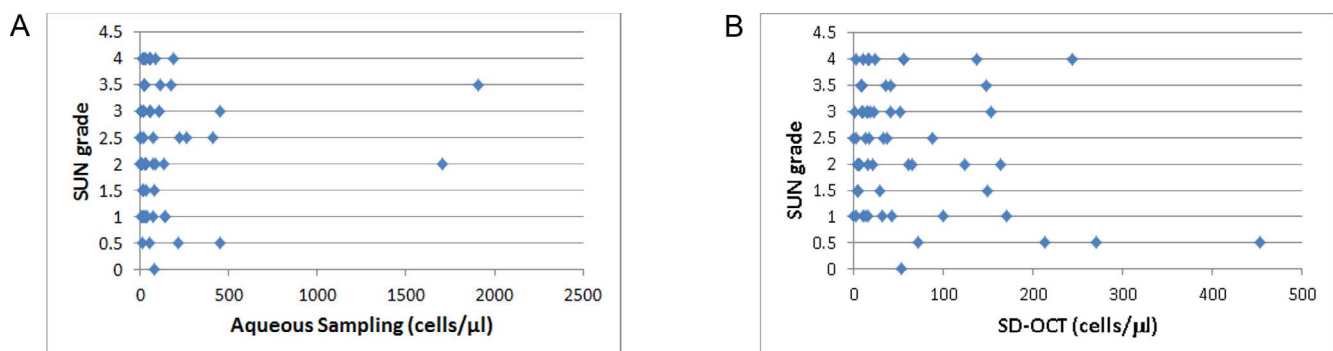 A
4.5
4
3.5
3
2.5
2
1.5
1
0.5
0
SUN grade
0 500 1000 1500 2000 2500
Aqueous Sampling (cells/µl)
B
4.5
4
3.5
3
2.5
2
1.5
1
0.5
0
SUN grade
0 100 200 300 400 500
SD-OCT (cells/µl)